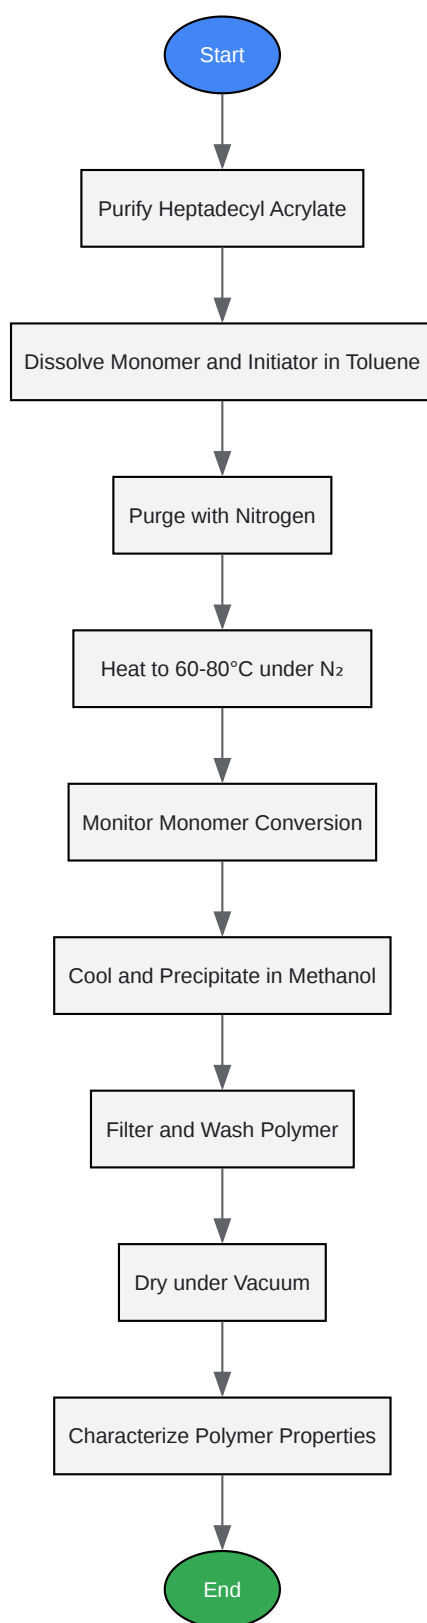 Start
Purify Heptadecyl Acrylate
Dissolve Monomer and Initiator in Toluene
Purge with Nitrogen
Heat to 60-80°C under N₂
Monitor Monomer Conversion
Cool and Precipitate in Methanol
Filter and Wash Polymer
Dry under Vacuum
Characterize Polymer Properties
End